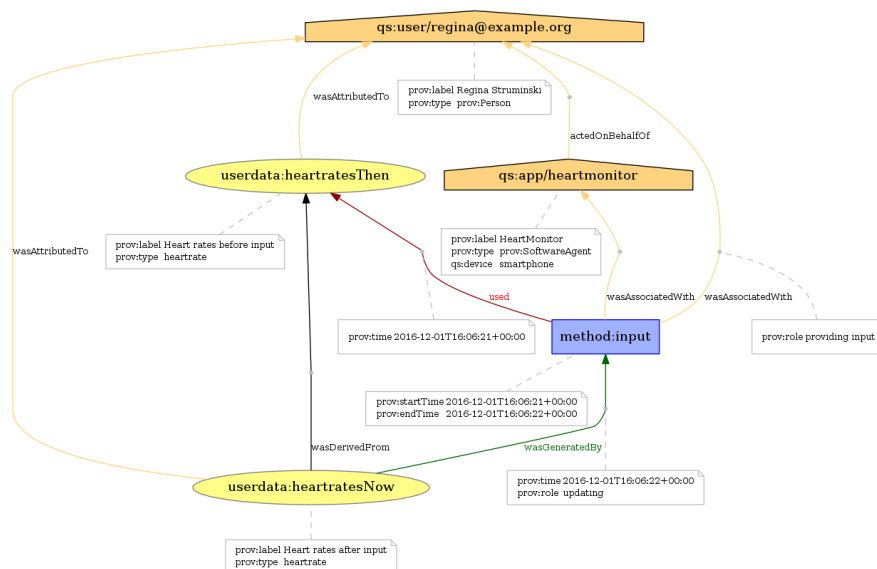 qs:user/regina@example.org
prov:label Regina Struminski
prov:type prov:Person
wasAttributedTo
actedOnBehalfOf
userdata:heartratesThen
qs:app/heartmonitor
prov:label Heart rates before input
prov:type heartrate
prov:label HeartMonitor
prov:type prov:SoftwareAgent
qs:device smartphone
wasAttributedTo
used
wasAssociatedWith
wasAssociatedWith
prov:time 2016-12-01T16:06:21+00:00
method:input
prov:role providing input
prov:startTime 2016-12-01T16:06:21+00:00
prov:endTime 2016-12-01T16:06:22+00:00
wasDerivedFrom
wasGeneratedBy
userdata:heartratesNow
prov:time 2016-12-01T16:06:22+00:00
prov:role updating
prov:label Heart rates after input
prov:type heartrate